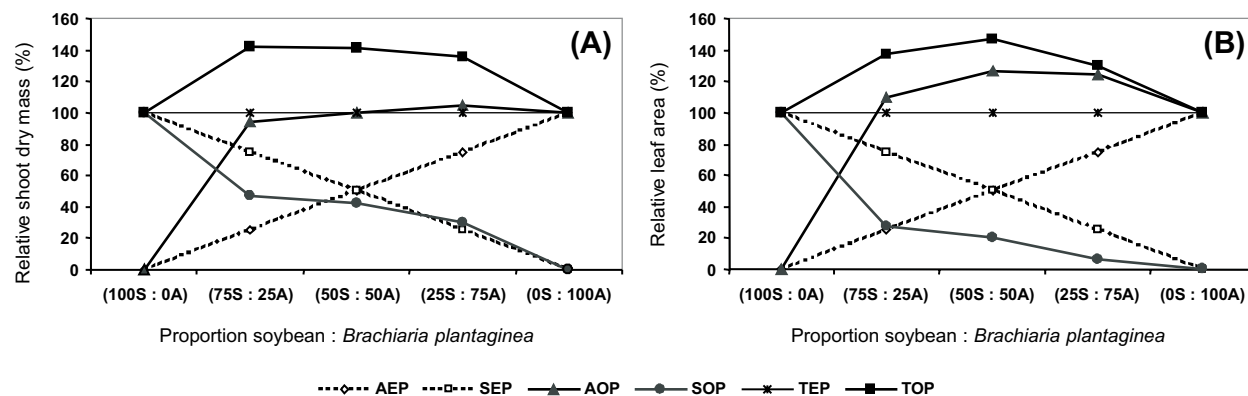 Relative shoot dry mass (%)
160
140
120
100
80
60
40
20
0
(A)
(100S : 0A) (75S : 25A) (50S : 50A) (25S : 75A) (0S : 100A)
Proportion soybean : Brachiaria plantaginea
Relative leaf area (%)
160
140
120
100
80
60
40
20
0
(B)
(100S : 0A) (75S : 25A) (50S : 50A) (25S : 75A) (0S : 100A)
Proportion soybean : Brachiaria plantaginea
AEP SEP AOP SOP TEP TOP